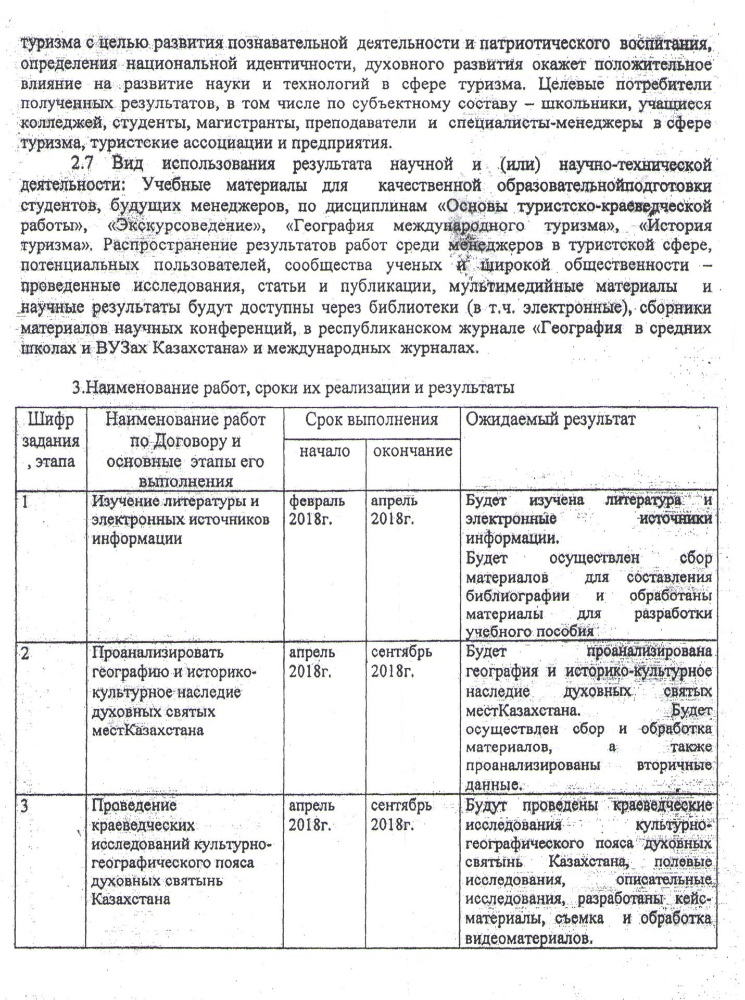 туризма с целью развития познавательной деятельности и патриотического воспитания,
определения национальной идентичности, духовного развития окажет положительное
влияние на развитие науки и технологий в сфере туризма. Целевые потребители
полученных результатов, в том числе по субъектному составу – школьники, учащиеся
колледжей, студенты, магистранты, преподаватели и специалисты-менеджеры в сфере
туризма, туристские ассоциации и предприятия.
2.7 Вид использования результата научной и (или) научно-технической
деятельности: Учебные материалы для качественной образовательнойподготовки
студентов, будущих менеджеров, по дисциплинам «Основы туристско-краеведческой
работы», «Экскурсоведение», «География международного туризма», «История
туризма». Распространение результатов работ среди менеджеров в туристской сфере,
потенциальных пользователей, сообщества ученых и широкой общественности –
проведенные исследования, статьи и публикации, мультимедийные материалы и
научные результаты будут доступны через библиотеки (в т.ч. электронные), сборники
материалов научных конференций, в республиканском журнале «География в средних
школах и ВУЗах Казахстана» и международных журналах.
3.Наименование работ, сроки их реализации и результаты
Шифр
задания
, этапа
Наименование работ
по Договору и
основные этапы его
выполнения
Срок выполнения
начало
окончание
Ожидаемый результат
1
Изучение литературы и
электронных источников
информации
февраль
2018г.
апрель
2018г.
Будет изучена литература и
электронные источники
информации.
Будет осуществлен сбор
материалов для составления
библиографии и обработаны
материалы для разработки
учебного пособия
2
Проанализировать
географию и историко-
культурное наследие
духовных святых
местКазахстана
апрель
2018г.
сентябрь
2018г.
Будет проанализирована
география и историко-культурное
наследие духовных святых
местКазахстана. Будет
осуществлен сбор и обработка
материалов, а также
проанализированы вторичные
данные.
3
Проведение
краеведческих
исследований культурно-
географического пояса
духовных святынь
Казахстана
апрель
2018г.
сентябрь
2018г.
Будут проведены краеведческие
исследования культурно-
географического пояса духовных
святынь Казахстана, полевые
исследования, описательные
исследования, разработаны кейс-
материалы, съемка и обработка
видеоматериалов.